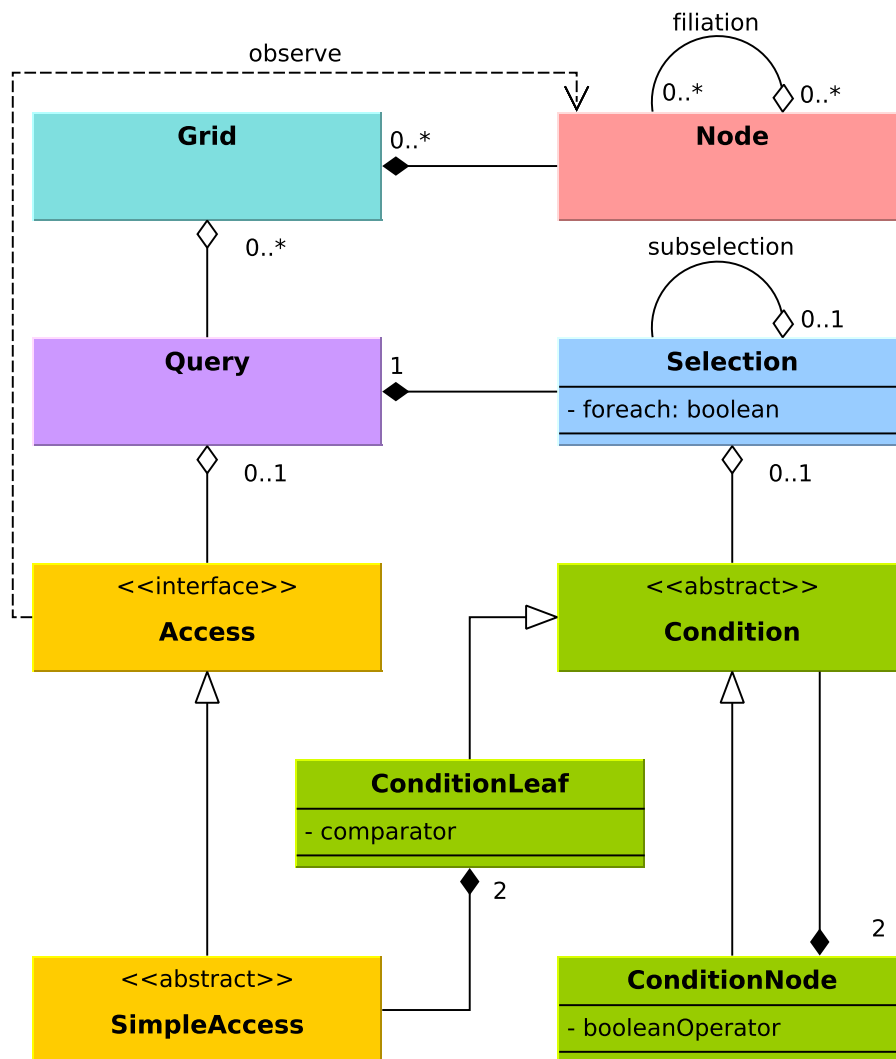 filiation
observe
0..*
0..*
Grid
0..*
Node
0..*
subselection
0..1
Query
1
Selection
- foreach: boolean
0..1
0..1
<<interface>>
Access
<<abstract>>
Condition
ConditionLeaf
- comparator
2
2
<<abstract>>
SimpleAccess
ConditionNode
- booleanOperator